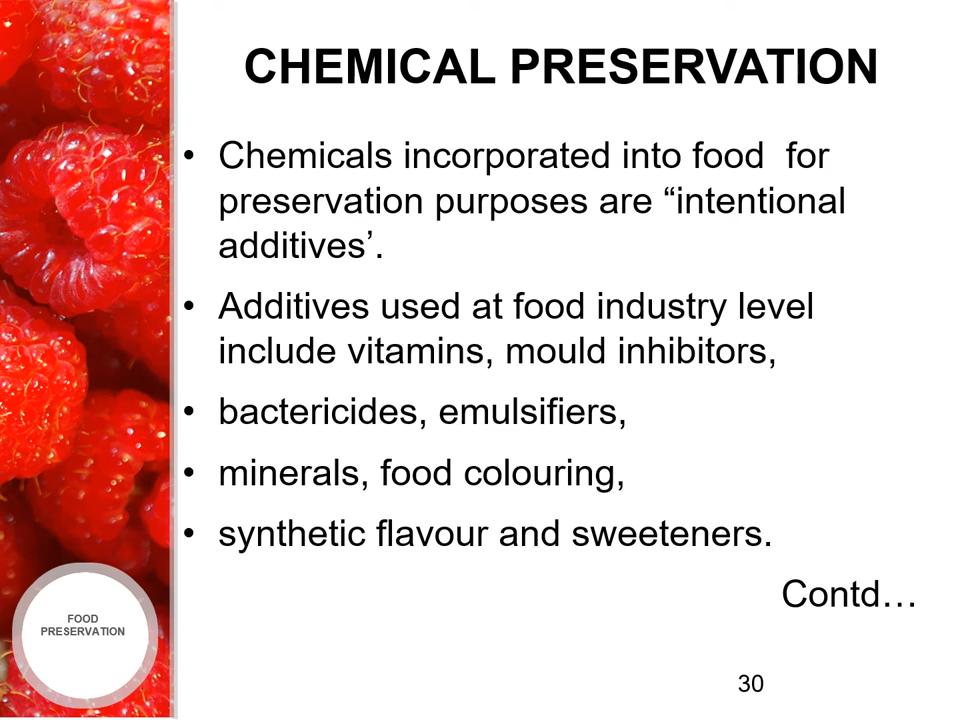 CHEMICAL PRESERVATION
• Chemicals incorporated into food  for
preservation purposes are “intentional
additives’.
• Additives used at food industry level
include vitamins, mould inhibitors,
• bactericides, emulsifiers,
• minerals, food colouring,
• synthetic flavour and sweeteners.
Contd…
FOOD
PRESERVATION
30